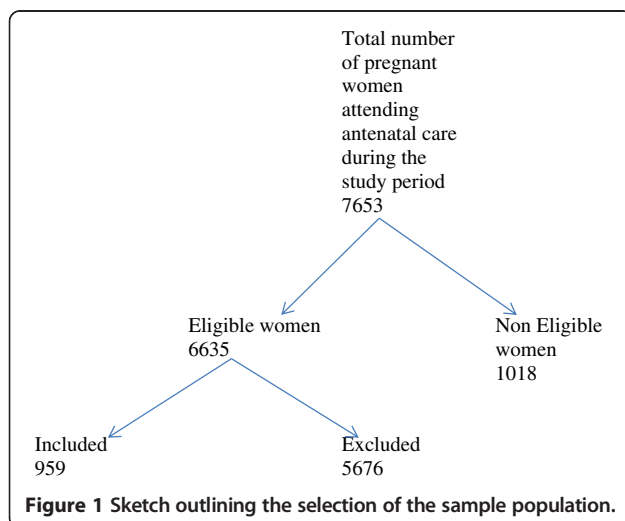 Total number
of pregnant
women
attending
antenatal care
during the
study period
7653
Eligible women
6635
Non Eligible
women
1018
Included
959
Excluded
5676
Figure 1 Sketch outlining the selection of the sample population.